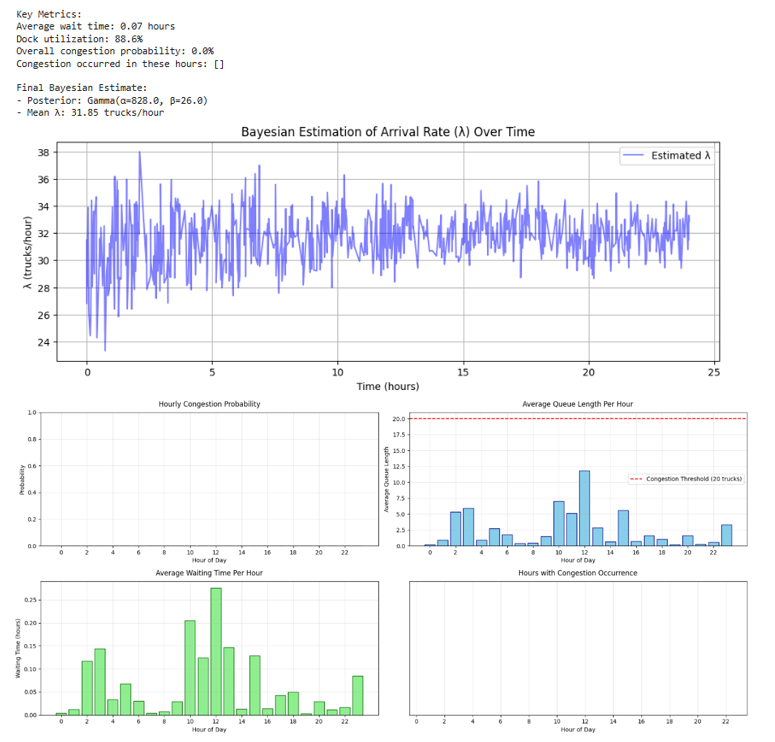 Key Metrics:
Average wait time: 0.07 hours
Dock utilization: 88.6%
Overall congestion probability: 0.0%
Congestion occurred in these hours: []
Final Bayesian Estimate:
- Posterior: Gamma(α=828.0, β=26.0)
- Mean λ: 31.85 trucks/hour
Bayesian Estimation of Arrival Rate (λ) Over Time
Estimated λ
λ (trucks/hour)
38
36
34
32
30
28
26
24
0 5 10 15 20 25
Time (hours)
Hourly Congestion Probability
Probability
1.0
0.8
0.6
0.4
0.2
0.0
0 2 4 6 8 10 12 14 16 18 20 22
Hour of Day
Average Queue Length Per Hour
Average Queue Length
20.0
17.5
15.0
12.5
10.0
7.5
5.0
2.5
0.0
Congestion Threshold (20 trucks)
0 2 4 6 8 10 12 14 16 18 20 22
Hour of Day
Average Waiting Time Per Hour
Waiting Time (hours)
0.25
0.20
0.15
0.10
0.05
0.00
0 2 4 6 8 10 12 14 16 18 20 22
Hour of Day
Hours with Congestion Occurrence
0 2 4 6 8 10 12 14 16 18 20 22
Hour of Day